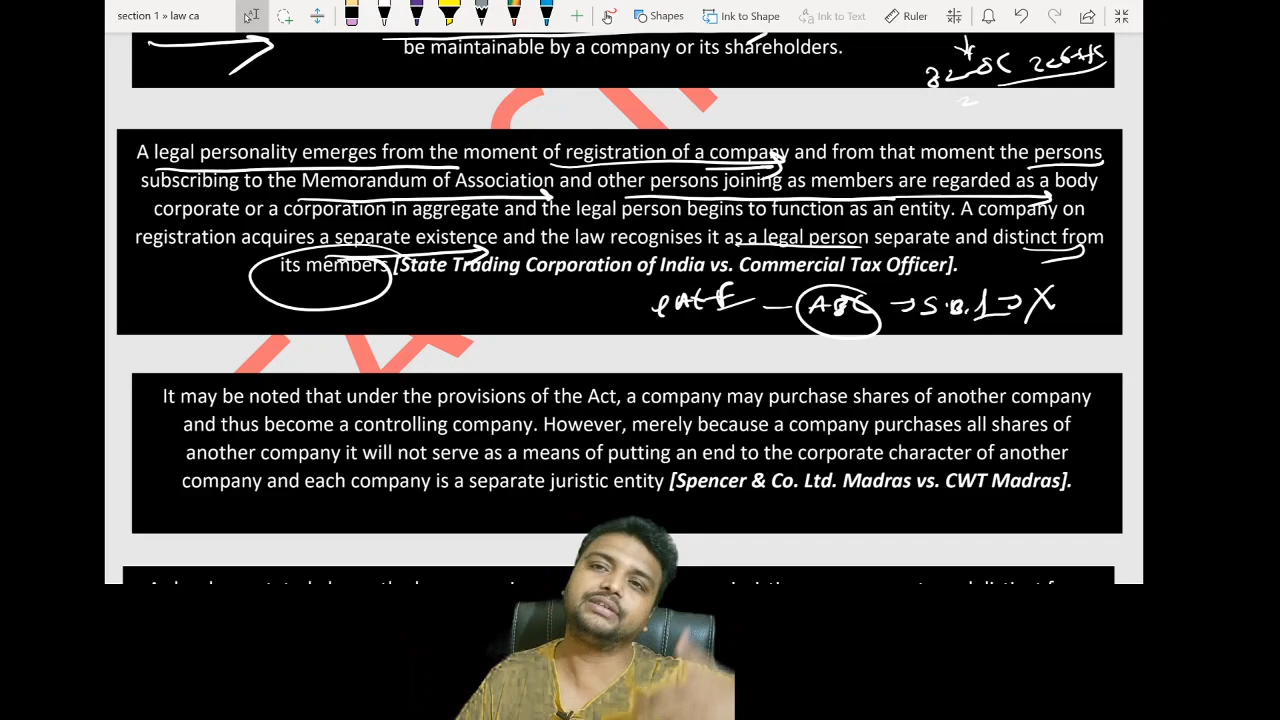 section 1 » law ca
Shapes
Ink to Shape
Ink to Text
Ruler
be maintainable by a company or its shareholders.
A legal personality emerges from the moment of registration of a company and from that moment the persons
subscribing to the Memorandum of Association and other persons joining as members are regarded as a body
corporate or a corporation in aggregate and the legal person begins to function as an entity. A company on
registration acquires a separate existence and the law recognises it as a legal person separate and distinct from
its members [State Trading Corporation of India vs. Commercial Tax Officer].
ABC → S.B.I → X
It may be noted that under the provisions of the Act, a company may purchase shares of another company
and thus become a controlling company. However, merely because a company purchases all shares of
another company it will not serve as a means of putting an end to the corporate character of another
company and each company is a separate juristic entity [Spencer & Co. Ltd. Madras vs. CWT Madras].